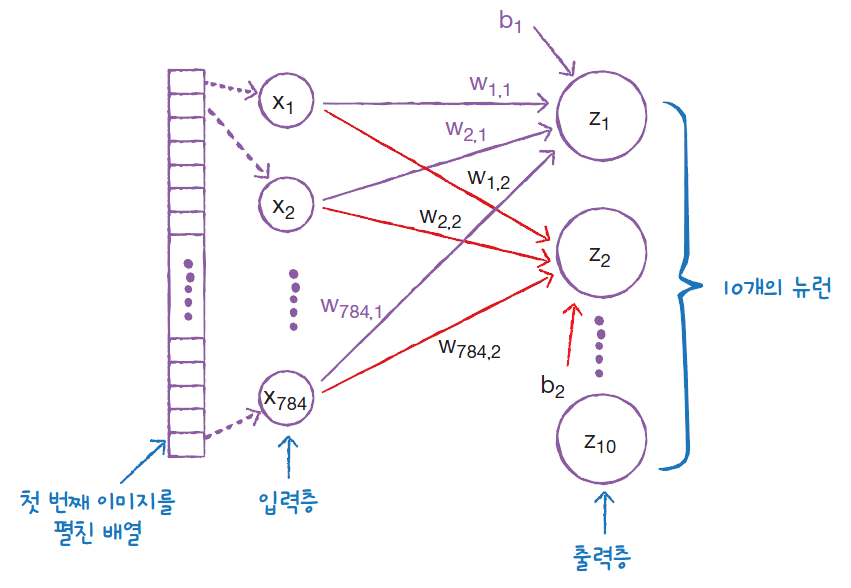 b₁
x₁
w₁,₁
z₁
w₂,₁
w₁,₂
x₂
w₂,₂
z₂
10개의 뉴런
w₇₈₄,₁
w₇₈₄,₂
b₂
x₇₈₄
z₁₀
첫 번째 이미지를
펼친 배열
입력층
출력층